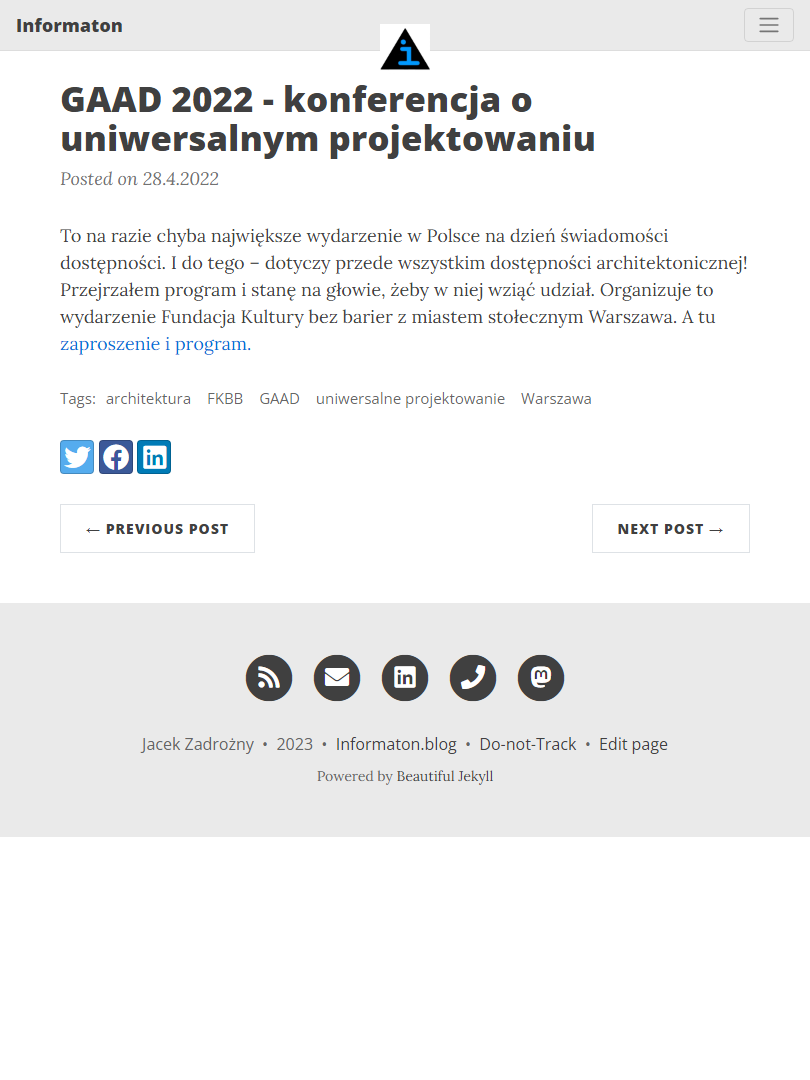 Informaton
i
GAAD 2022 - konferencja o
uniwersalnym projektowaniu
Posted on 28.4.2022
To na razie chyba największe wydarzenie w Polsce na dzień świadomości
dostępności. I do tego – dotyczy przede wszystkim dostępności architektonicznej!
Przejrzałem program i stanę na głowie, żeby w niej wziąć udział. Organizuje to
wydarzenie Fundacja Kultury bez barier z miastem stołecznym Warszawa. A tu
zaproszenie i program.
Tags: architektura FKBB GAAD uniwersalne projektowanie Warszawa
← PREVIOUS POST NEXT POST →
Jacek Zadrożny • 2023 • Informaton.blog • Do-not-Track • Edit page
Powered by Beautiful Jekyll